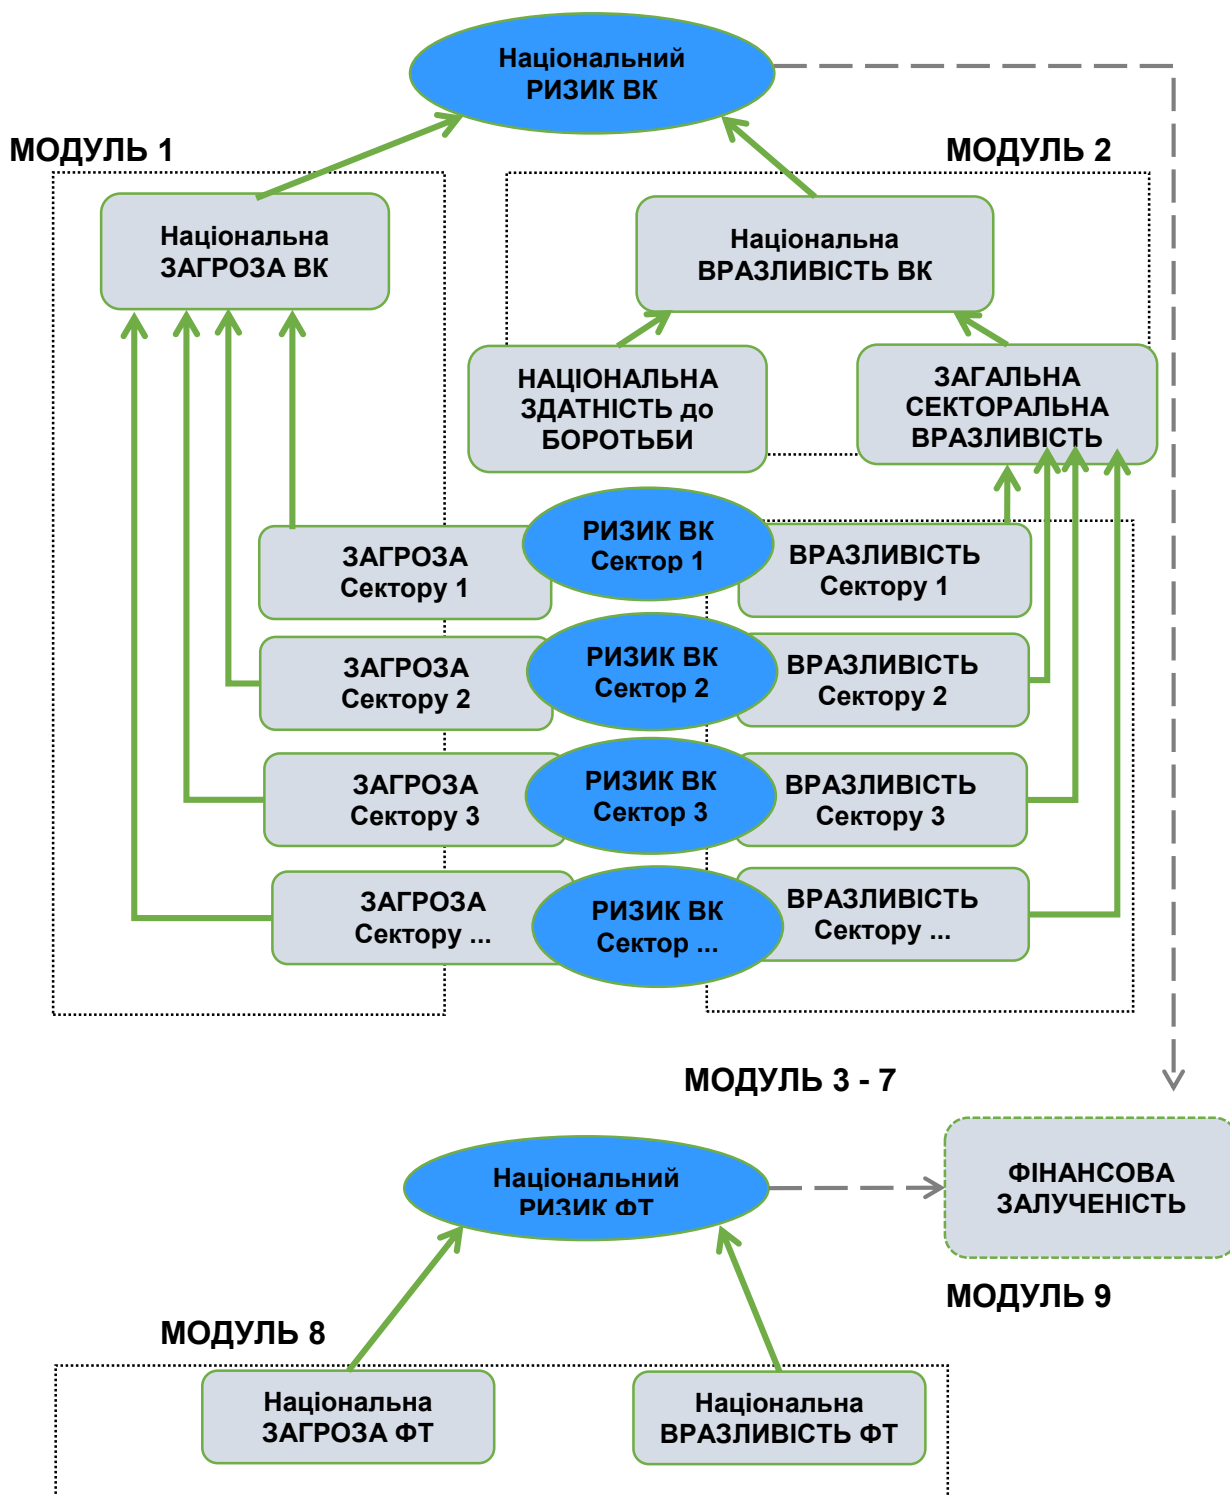 Національний
РИЗИК ВК
МОДУЛЬ 1
МОДУЛЬ 2
Національна
ЗАГРОЗА ВК
Національна
ВРАЗЛИВІСТЬ ВК
НАЦІОНАЛЬНА
ЗДАТНІСТЬ до
БОРОТЬБИ
ЗАГАЛЬНА
СЕКТОРАЛЬНА
ВРАЗЛИВІСТЬ
ЗАГРОЗА
Сектору 1
РИЗИК ВК
Сектор 1
ВРАЗЛИВІСТЬ
Сектору 1
ЗАГРОЗА
Сектору 2
РИЗИК ВК
Сектор 2
ВРАЗЛИВІСТЬ
Сектору 2
ЗАГРОЗА
Сектору 3
РИЗИК ВК
Сектор 3
ВРАЗЛИВІСТЬ
Сектору 3
ЗАГРОЗА
Сектору ...
РИЗИК ВК
Сектор ...
ВРАЗЛИВІСТЬ
Сектору ...
МОДУЛЬ 3 - 7
Національний
РИЗИК ФТ
ФІНАНСОВА
ЗАЛУЧЕНІСТЬ
МОДУЛЬ 9
МОДУЛЬ 8
Національна
ЗАГРОЗА ФТ
Національна
ВРАЗЛИВІСТЬ ФТ